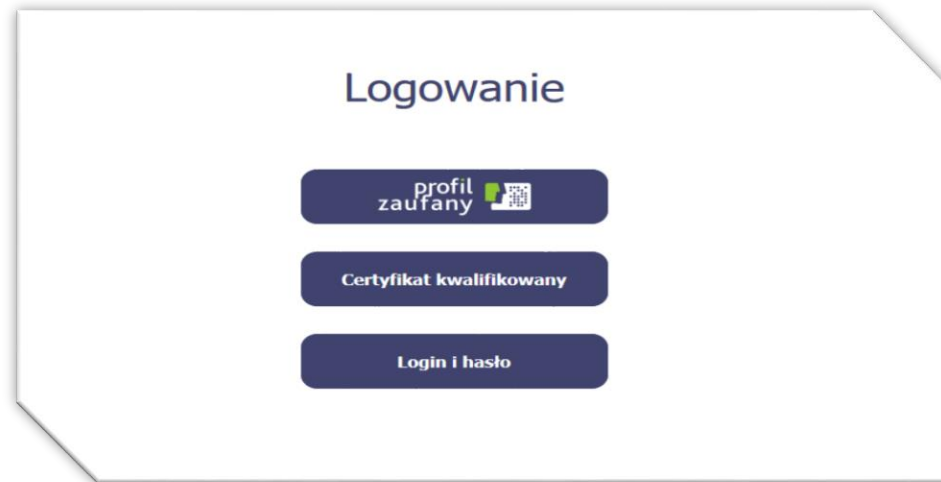 Logowanie
profil
zaufany
Certyfikat kwalifikowany
Login i hasło